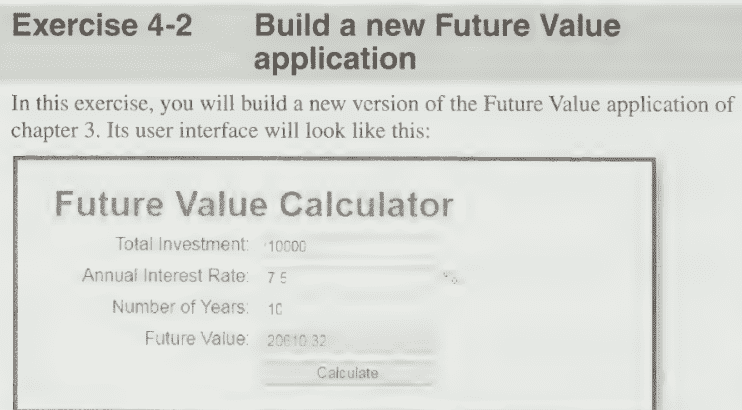 Exercise 4-2 Build a new Future Value
application
In this exercise, you will build a new version of the Future Value application of
chapter 3. Its user interface will look like this:
Future Value Calculator
Total Investment: 10000
Annual Interest Rate: 7.5 %
Number of Years: 10
Future Value: 20610.32
Calculate